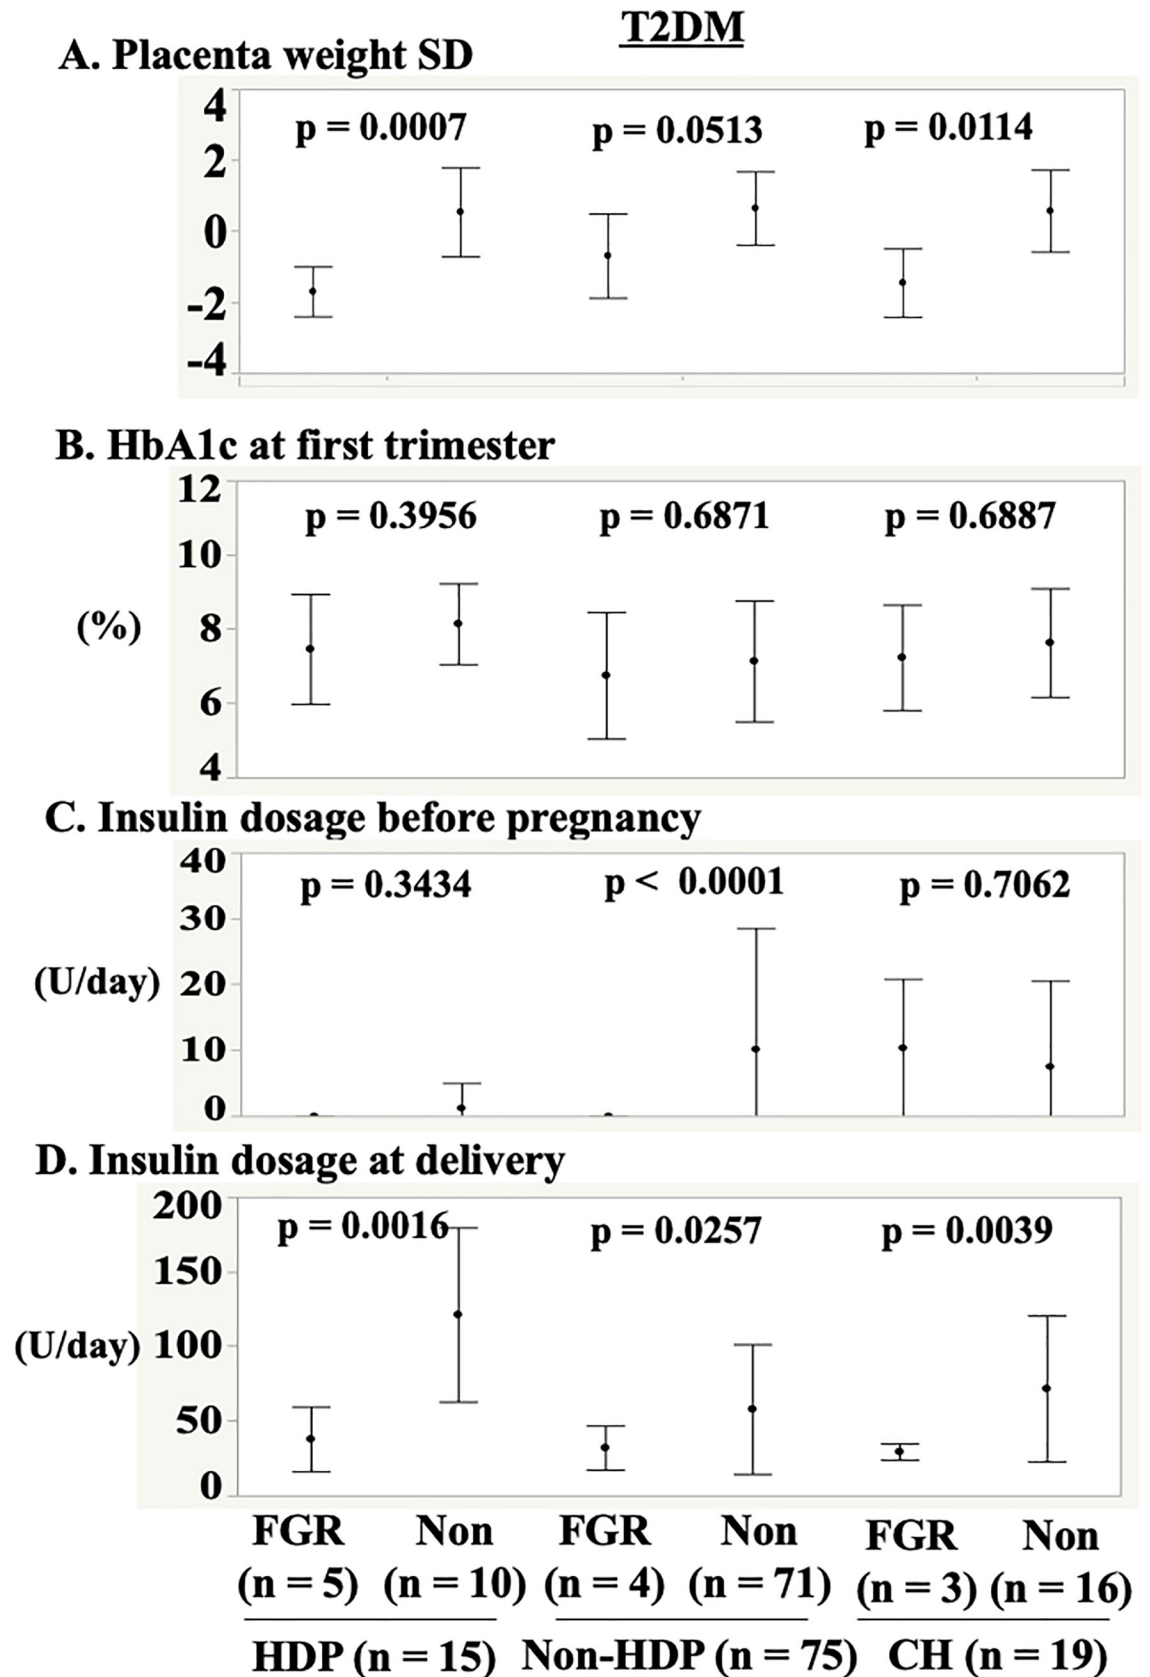 T2DM
A. Placenta weight SD
p = 0.0007 p = 0.0513 p = 0.0114
4
2
0
-2
-4
B. HbA1c at first trimester
p = 0.3956 p = 0.6871 p = 0.6887
(%)
12
10
8
6
4
C. Insulin dosage before pregnancy
p = 0.3434 p < 0.0001 p = 0.7062
(U/day)
40
30
20
10
0
D. Insulin dosage at delivery
p = 0.0016 p = 0.0257 p = 0.0039
(U/day)
200
150
100
50
0
FGR Non FGR Non FGR Non
(n = 5) (n = 10) (n = 4) (n = 71) (n = 3) (n = 16)
HDP (n = 15) Non-HDP (n = 75) CH (n = 19)